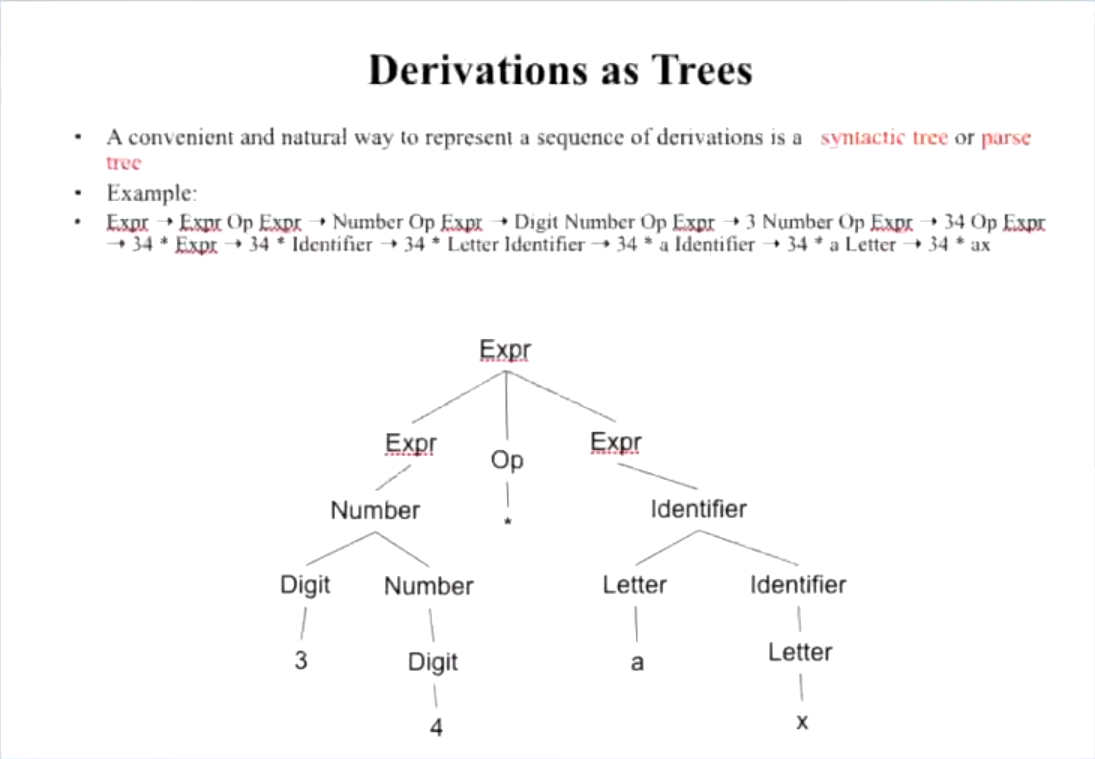 Derivations as Trees
• A convenient and natural way to represent a sequence of derivations is a syntactic tree or parse
tree
• Example:
• Expr → Expr Op Expr → Number Op Expr → Digit Number Op Expr → 3 Number Op Expr → 34 Op Expr
→ 34 * Expr → 34 * Identifier → 34 * Letter Identifier → 34 * a Identifier → 34 * a Letter → 34 * ax
Expr
Expr Op Expr
Number * Identifier
Digit Number Letter Identifier
3 Digit a Letter
4 x